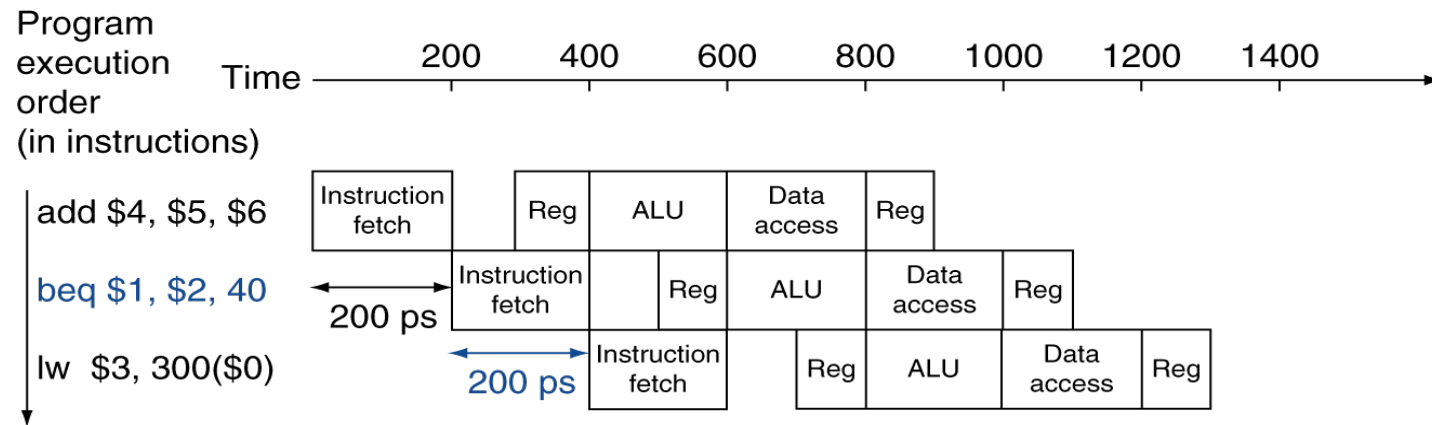 Program
execution
order
(in instructions)
Time
200 400 600 800 1000 1200 1400
add $4, $5, $6
Instruction
fetch
Reg
ALU
Data
access
Reg
beq $1, $2, 40
200 ps
Instruction
fetch
Reg
ALU
Data
access
Reg
lw $3, 300($0)
200 ps
Instruction
fetch
Reg
ALU
Data
access
Reg